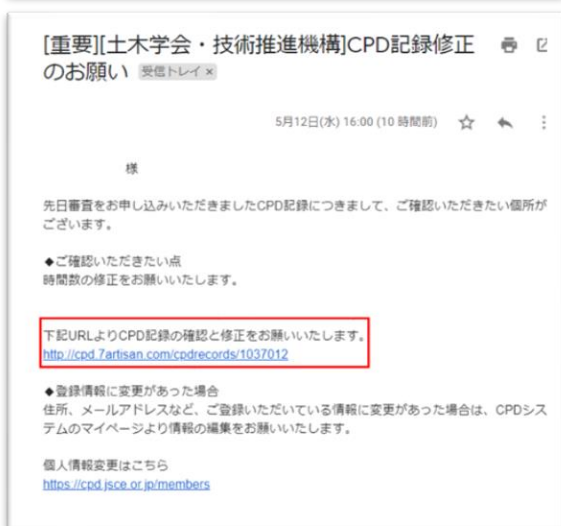 [重要][土木学会・技術推進機構]CPD記録修正
のお願い 受信トレイ ×
5月12日(水) 16:00 (10 時間前)
様
先日審査をお申し込みいただきましたCPD記録につきまして、ご確認いただきたい個所が
ございます。
◆ご確認いただきたい点
時間数の修正をお願いいたします。
下記URLよりCPD記録の確認と修正をお願いいたします。
http://cpd.7artisan.com/cpdrecords/1037012
◆登録情報に変更があった場合
住所、メールアドレスなど、ご登録いただいている情報に変更があった場合は、CPDシス
テムのマイページより情報の編集をお願いいたします。
個人情報変更はこちら
https://cpd.jsce.or.jp/members